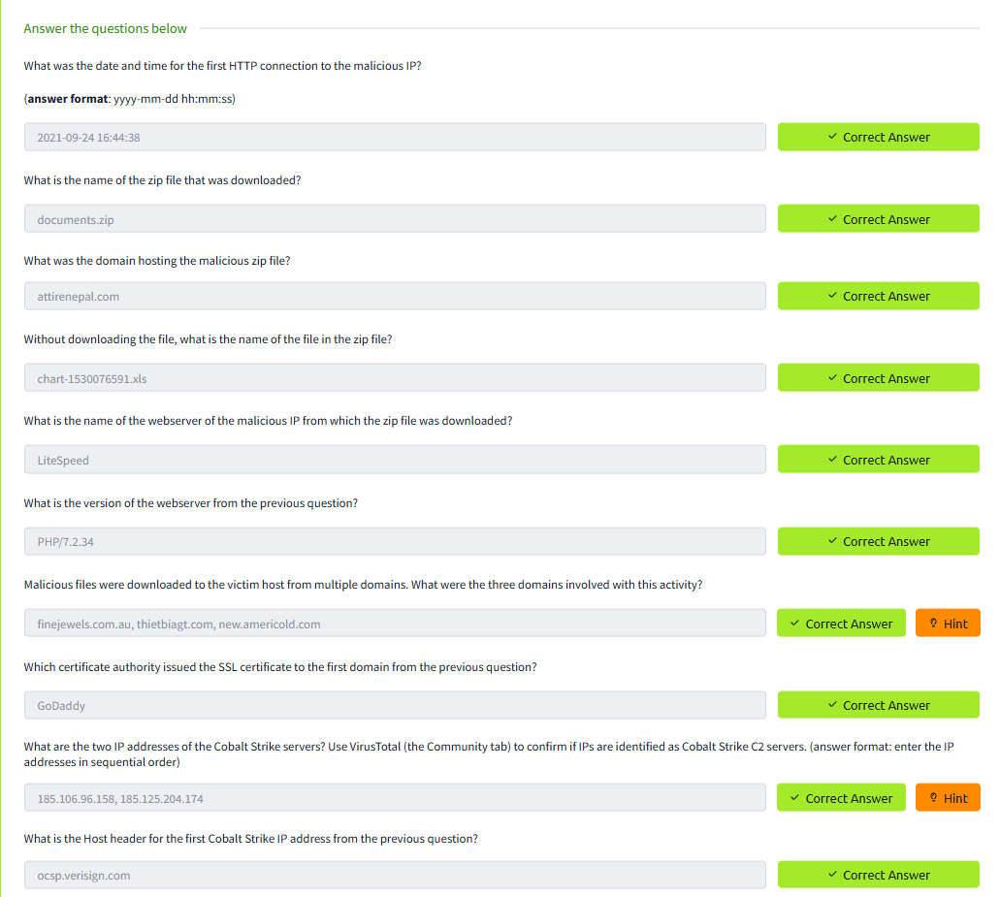 Answer the questions below
What was the date and time for the first HTTP connection to the malicious IP?
(answer format: yyyy-mm-dd hh:mm:ss)
2021-09-24 16:44:38
✓ Correct Answer
What is the name of the zip file that was downloaded?
documents.zip
✓ Correct Answer
What was the domain hosting the malicious zip file?
attirenepal.com
✓ Correct Answer
Without downloading the file, what is the name of the file in the zip file?
chart-1530076591.xls
✓ Correct Answer
What is the name of the webserver of the malicious IP from which the zip file was downloaded?
LiteSpeed
✓ Correct Answer
What is the version of the webserver from the previous question?
PHP/7.2.34
✓ Correct Answer
Malicious files were downloaded to the victim host from multiple domains. What were the three domains involved with this activity?
finejewels.com.au, thietbiagt.com, new.americold.com
✓ Correct Answer
Hint
Which certificate authority issued the SSL certificate to the first domain from the previous question?
GoDaddy
✓ Correct Answer
What are the two IP addresses of the Cobalt Strike servers? Use VirusTotal (the Community tab) to confirm if IPs are identified as Cobalt Strike C2 servers. (answer format: enter the IP
addresses in sequential order)
185.106.96.158, 185.125.204.174
✓ Correct Answer
Hint
What is the Host header for the first Cobalt Strike IP address from the previous question?
ocsp.verisign.com
✓ Correct Answer